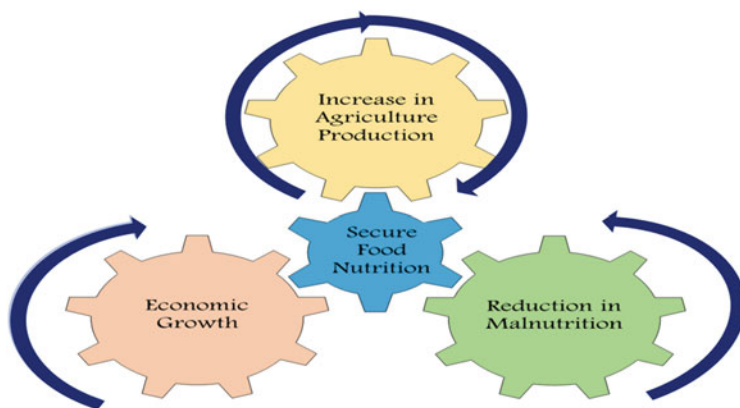 Increase in
Agriculture
Production
Secure
Food
Nutrition
Economic
Growth
Reduction in
Malnutrition